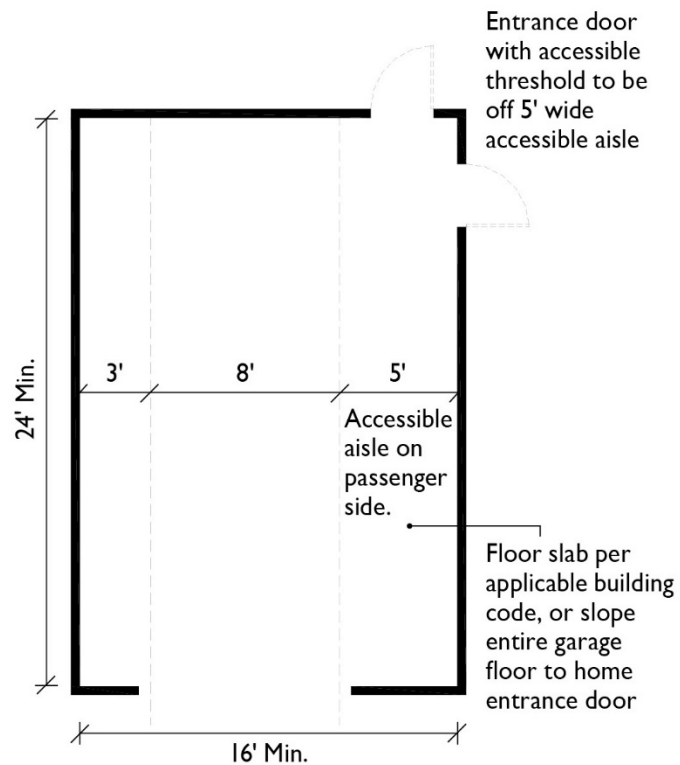 Entrance door
with accessible
threshold to be
off 5' wide
accessible aisle
24' Min.
3'
8'
5'
Accessible
aisle on
passenger
side.
Floor slab per
applicable building
code, or slope
entire garage
floor to home
entrance door
16' Min.